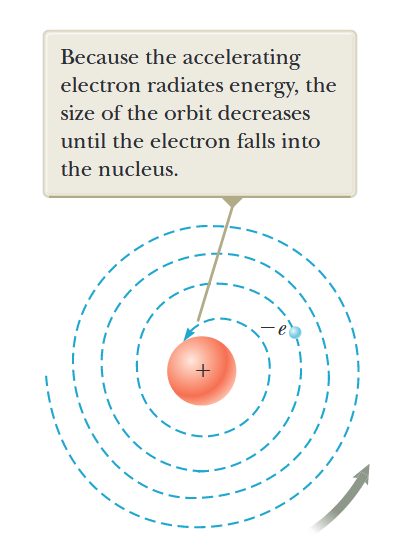 Because the accelerating
electron radiates energy, the
size of the orbit decreases
until the electron falls into
the nucleus.
−e
+